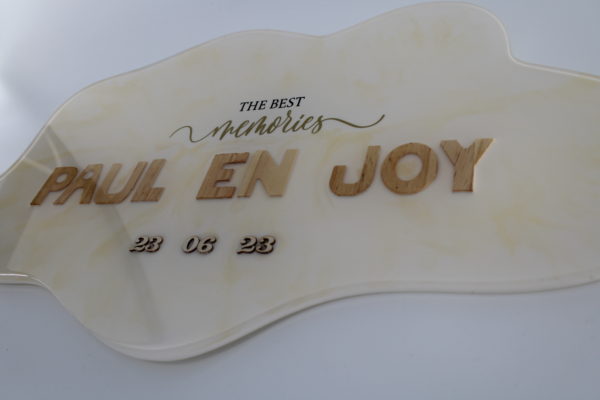 THE BEST
memories
PAUL EN JOY
23 06 23